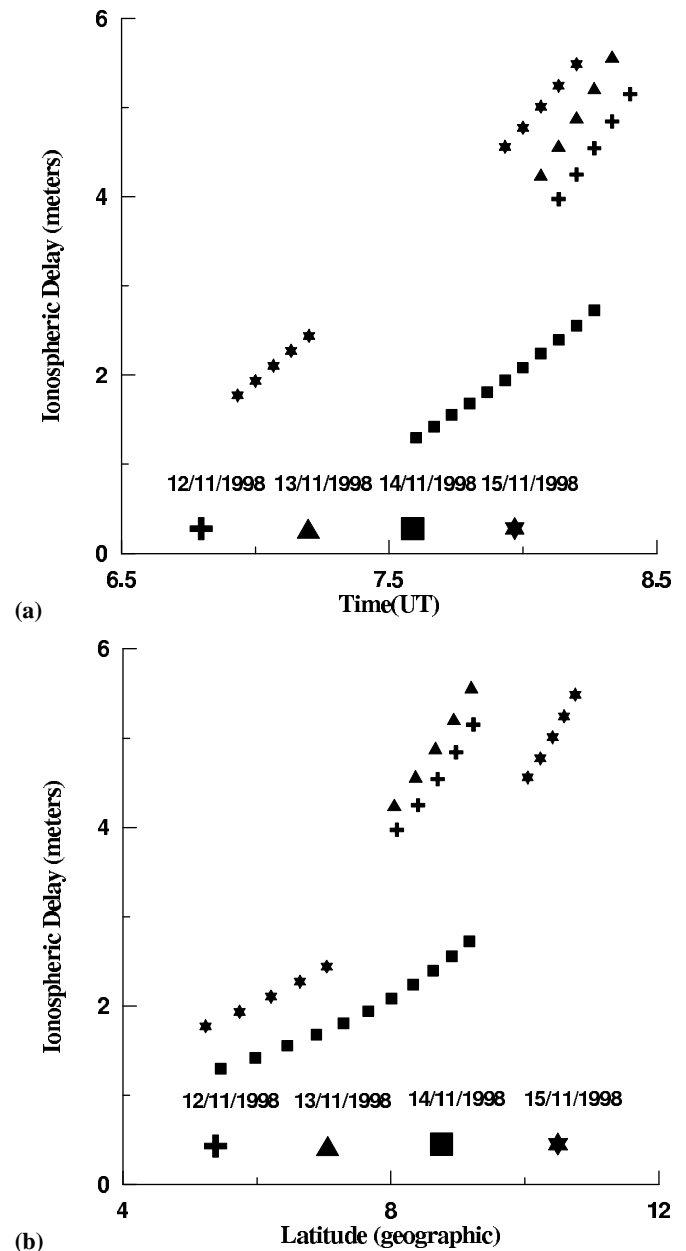 6
4
2
0
Ionospheric Delay (meters)
12/11/1998 13/11/1998 14/11/1998 15/11/1998
6.5 7.5 8.5
Time(UT)
(a)
6
4
2
0
Ionospheric Delay (meters)
12/11/1998 13/11/1998 14/11/1998 15/11/1998
4 8 12
Latitude (geographic)
(b)